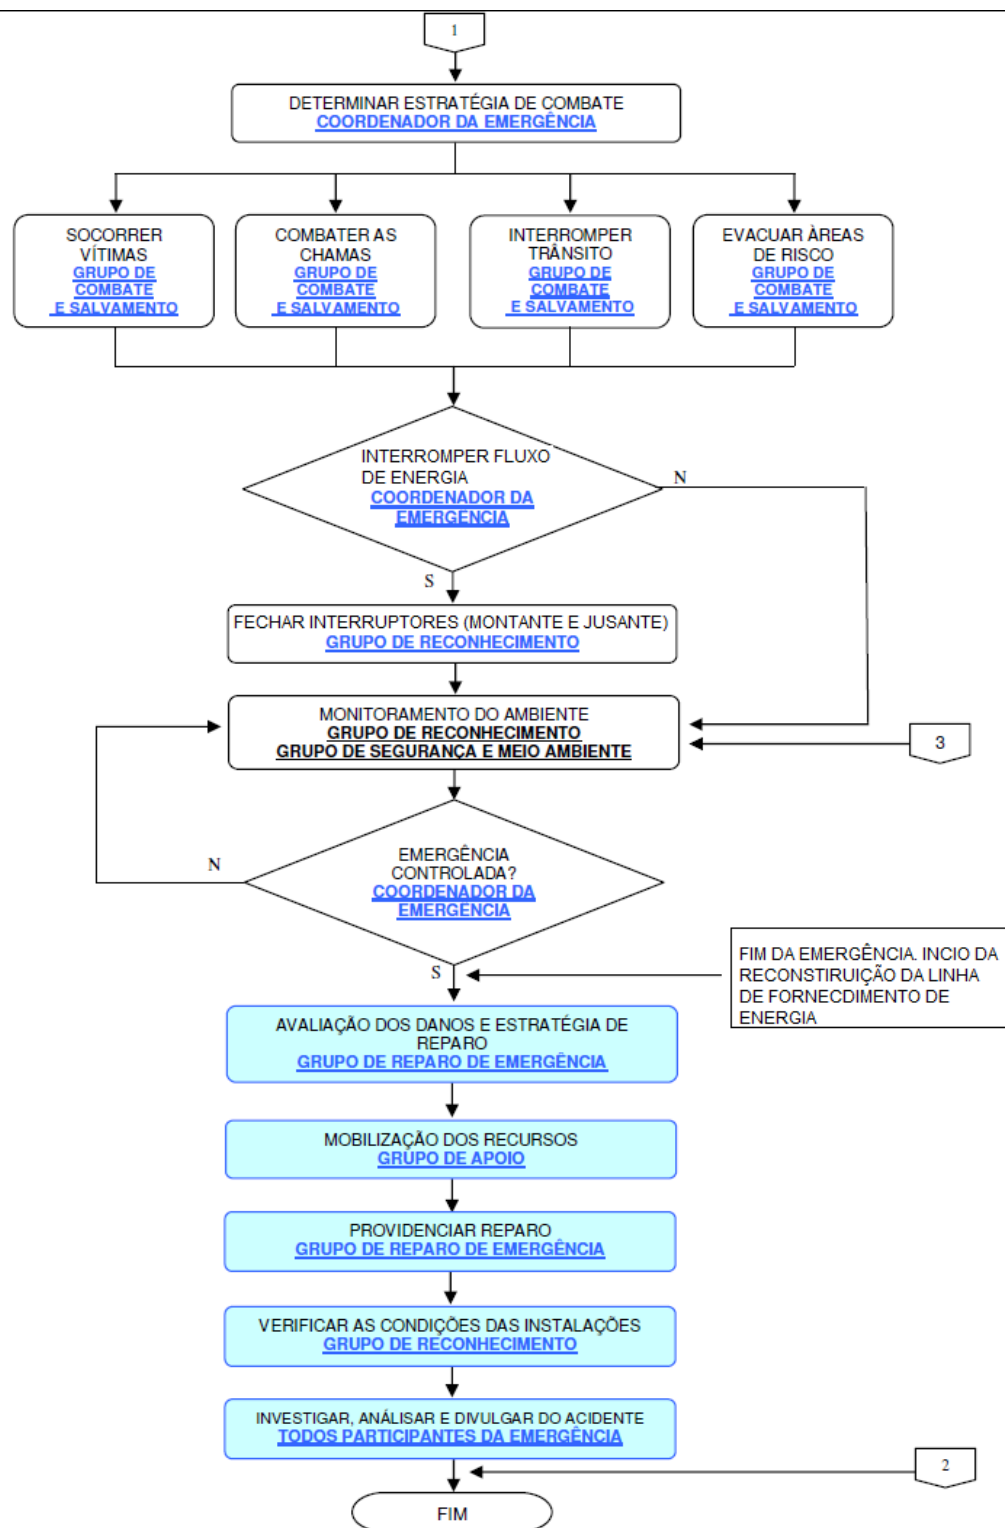 1
DETERMINAR ESTRATÉGIA DE COMBATE
COORDENADOR DA EMERGÊNCIA
SOCORRER
VÍTIMAS
GRUPO DE
COMBATE
E SALVAMENTO
COMBATER AS
CHAMAS
GRUPO DE
COMBATE
E SALVAMENTO
INTERROMPER
TRÂNSITO
GRUPO DE
COMBATE
E SALVAMENTO
EVACUAR ÀREAS
DE RISCO
GRUPO DE
COMBATE
E SALVAMENTO
INTERROMPER FLUXO
DE ENERGIA
COORDENADOR DA
EMERGENCIA
N
S
FECHAR INTERRUPTORES (MONTANTE E JUSANTE)
GRUPO DE RECONHECIMENTO
MONITORAMENTO DO AMBIENTE
GRUPO DE RECONHECIMENTO
GRUPO DE SEGURANÇA E MEIO AMBIENTE
3
EMERGÊNCIA
CONTROLADA?
COORDENADOR DA
EMERGENCIA
N
S
FIM DA EMERGÊNCIA. INCIO DA
RECONSTIRUIÇÃO DA LINHA
DE FORNECDIMENTO DE
ENERGIA
AVALIAÇÃO DOS DANOS E ESTRATÉGIA DE
REPARO
GRUPO DE REPARO DE EMERGÊNCIA
MOBILIZAÇÃO DOS RECURSOS
GRUPO DE APOIO
PROVIDENCIAR REPARO
GRUPO DE REPARO DE EMERGÊNCIA
VERIFICAR AS CONDIÇÕES DAS INSTALAÇÕES
GRUPO DE RECONHECIMENTO
INVESTIGAR, ANÁLISAR E DIVULGAR DO ACIDENTE
TODOS PARTICIPANTES DA EMERGÊNCIA
2
FIM